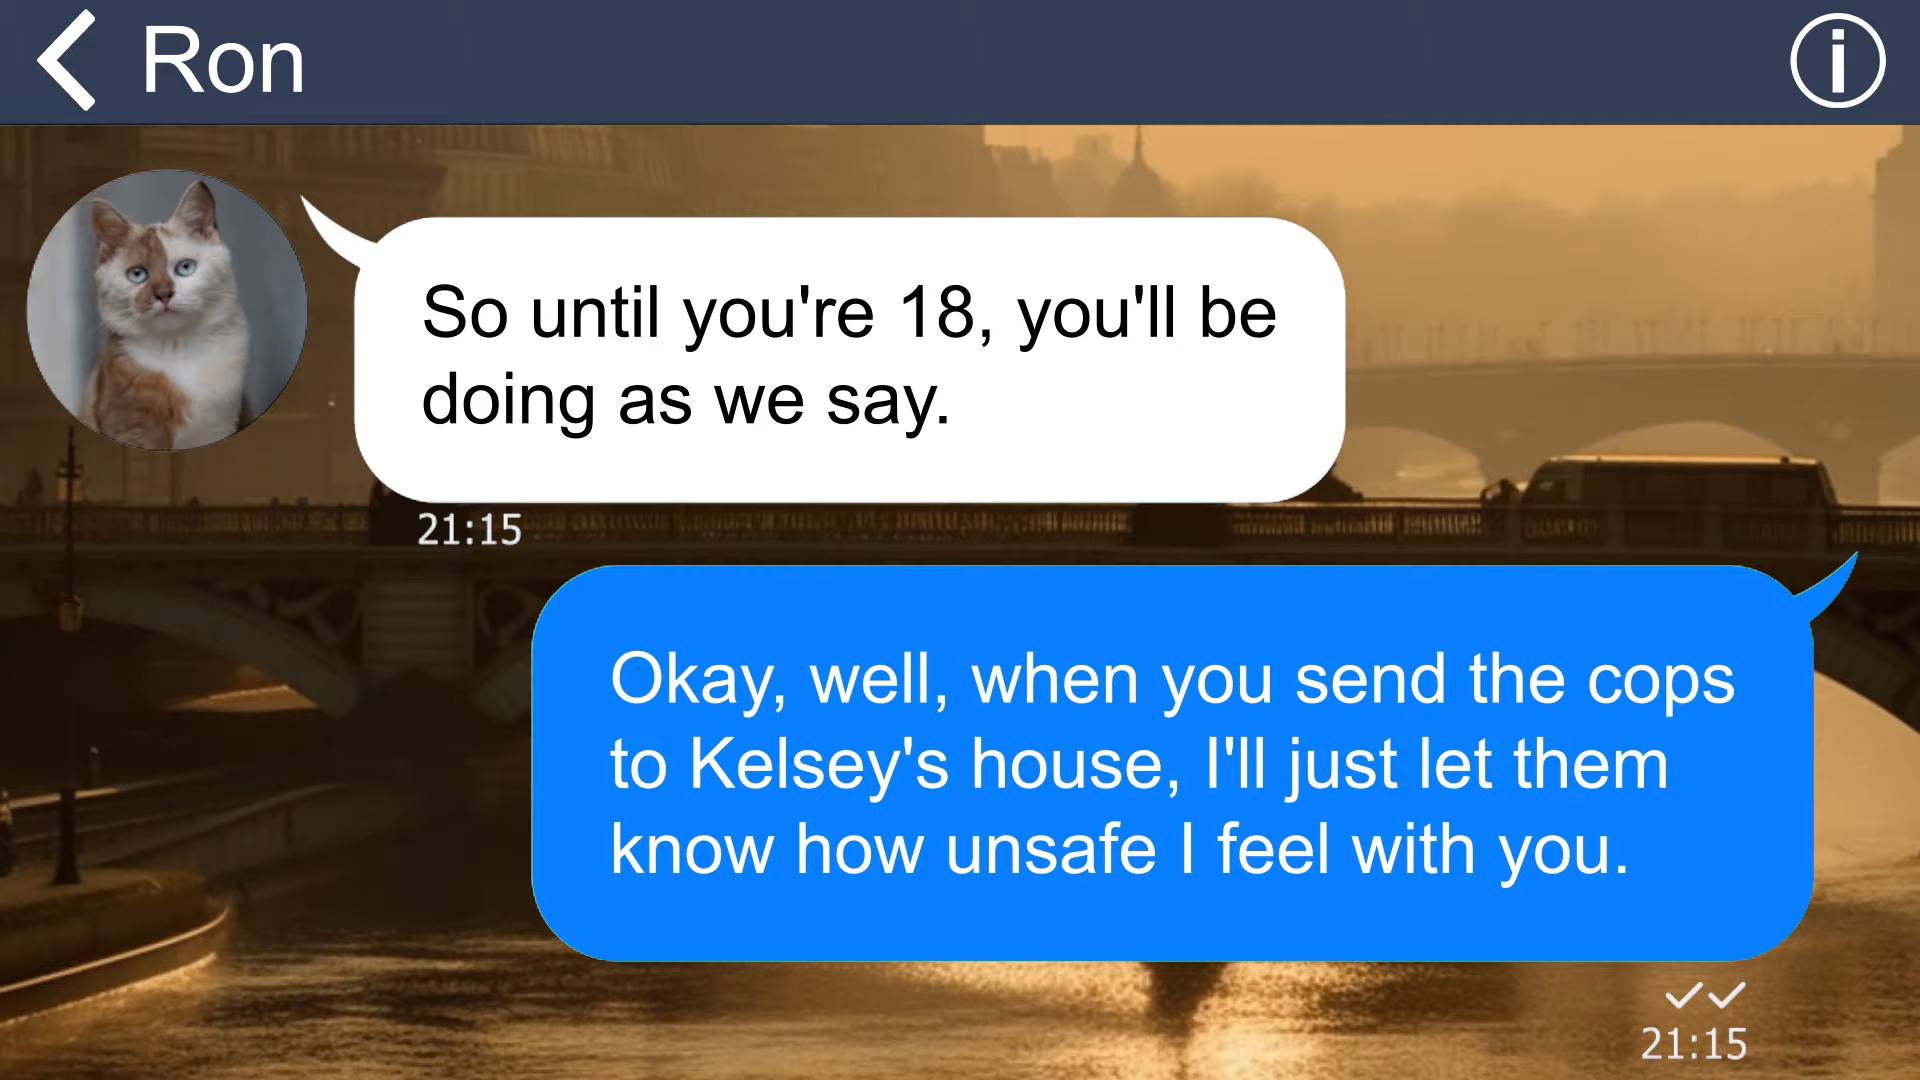 Ron
So until you're 18, you'll be
doing as we say.
21:15
Okay, well, when you send the cops
to Kelsey's house, I'll just let them
know how unsafe I feel with you.
21:15